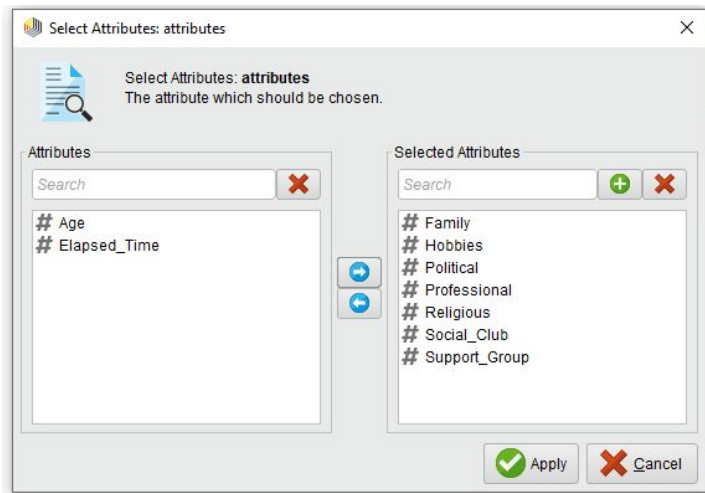 Select Attributes: attributes
Select Attributes: attributes
The attribute which should be chosen.
Attributes
Search
# Age
# Elapsed_Time
Selected Attributes
Search
# Family
# Hobbies
# Political
# Professional
# Religious
# Social_Club
# Support_Group
Apply
Cancel